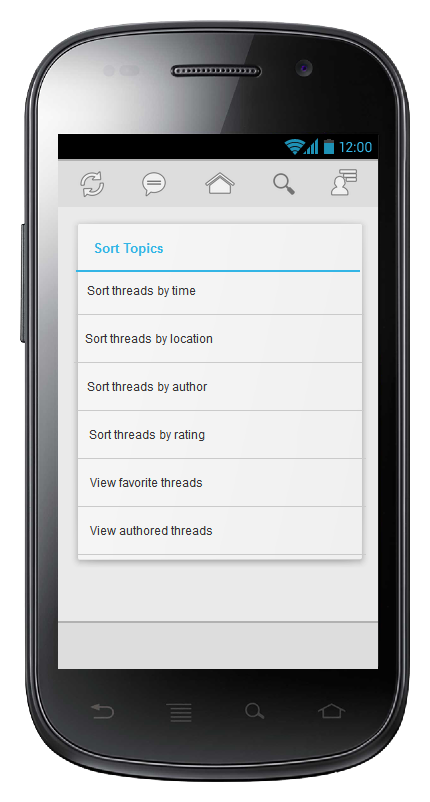 12:00
Sort Topics
Sort threads by time
Sort threads by location
Sort threads by author
Sort threads by rating
View favorite threads
View authored threads